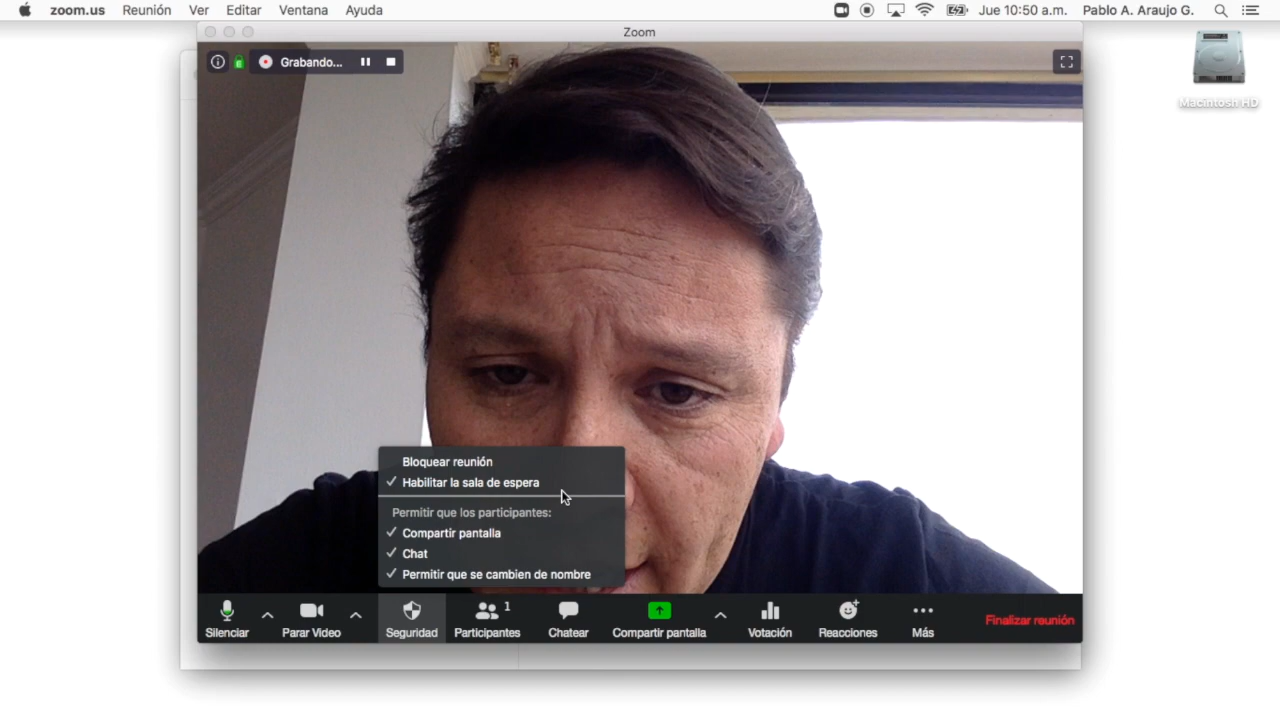 zoom.us Reunión Ver Editar Ventana Ayuda Jue 10:50 a.m. Pablo A. Araujo G.
Zoom
Grabando...
Macintosh HD
Bloquear reunión
✓ Habilitar la sala de espera
Permitir que los participantes:
✓ Compartir pantalla
✓ Chat
✓ Permitir que se cambien de nombre
1
Silenciar Parar Video Seguridad Participantes Chatear Compartir pantalla Votación Reacciones Más Finalizar reunión